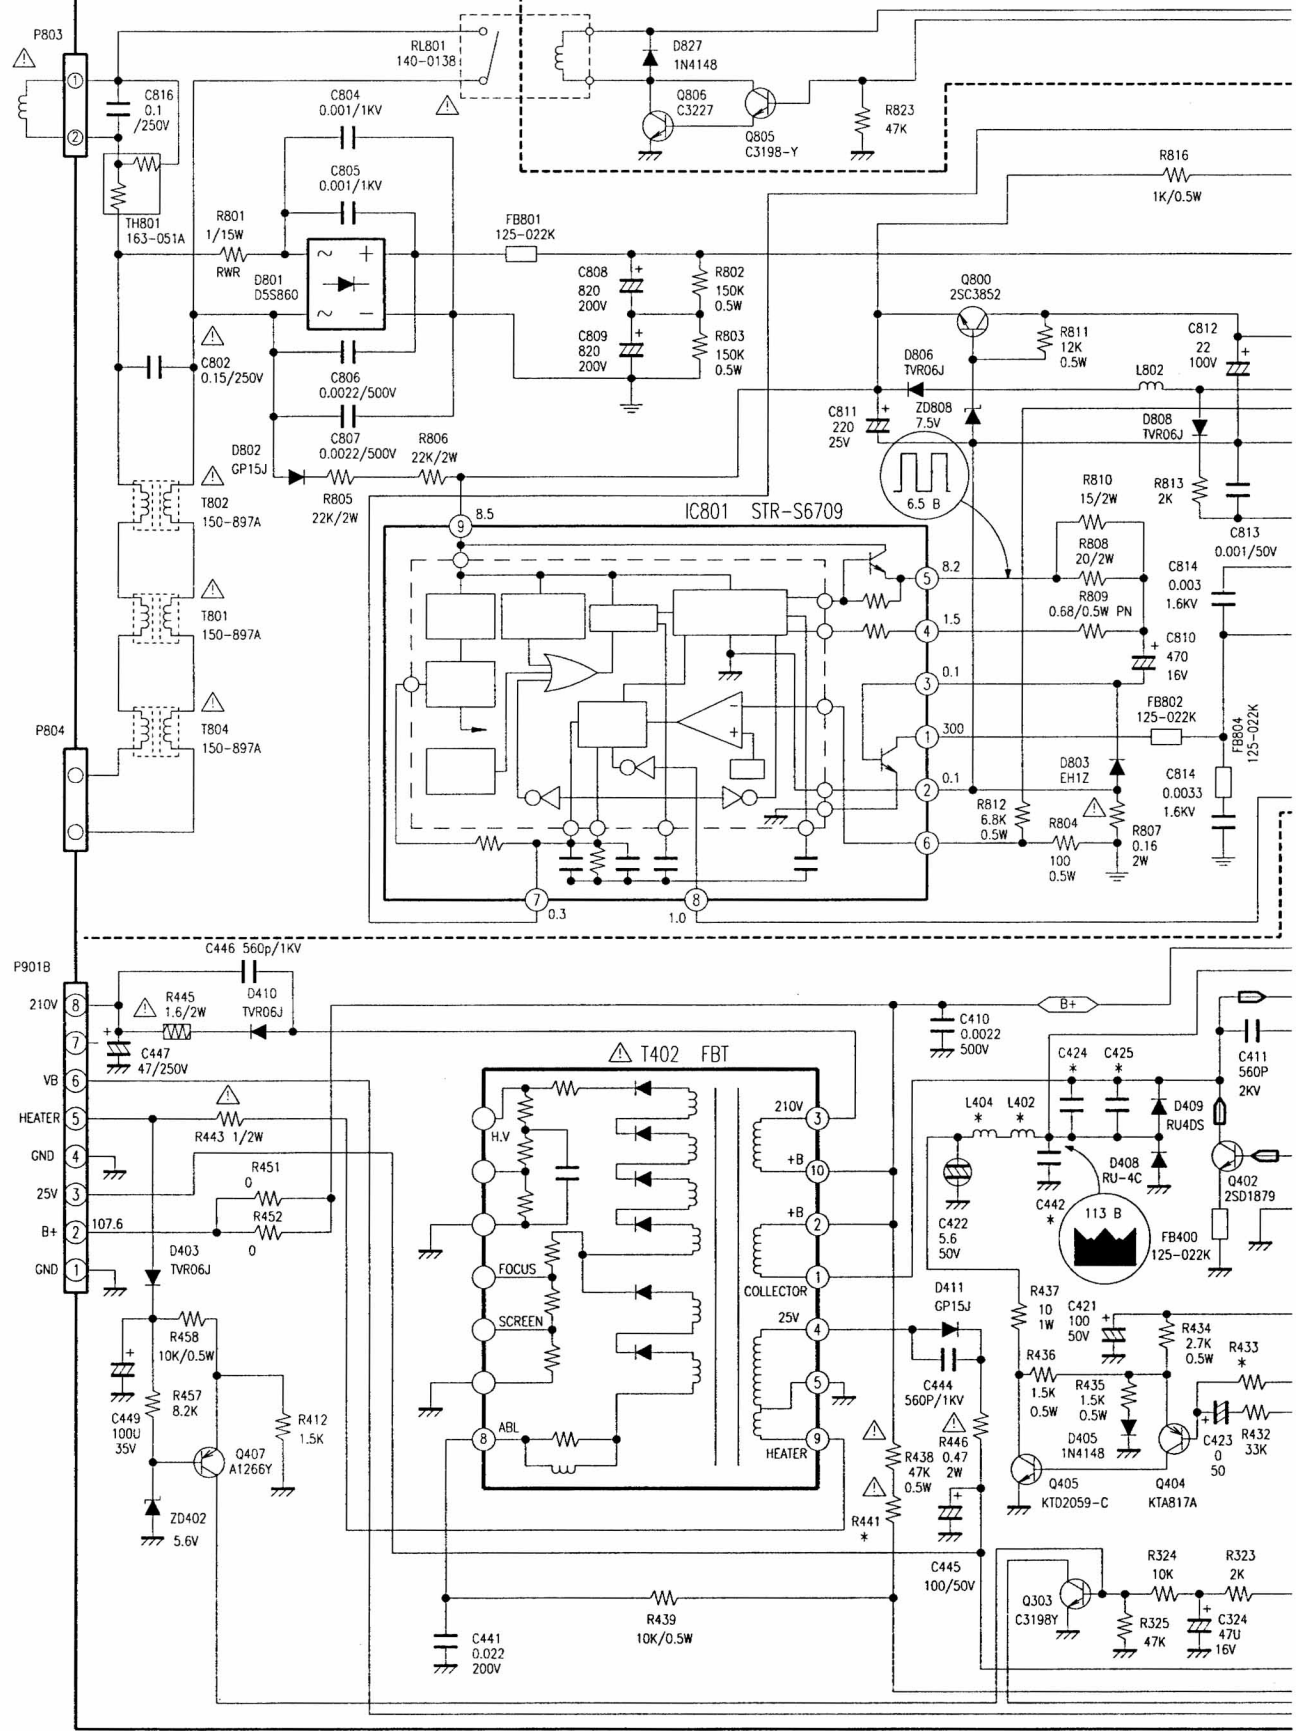 P803
1
2
C816
0.1
/250V
TH801
163-051A
RL801
140-0138
D827
1N4148
Q806
C3227
Q805
C3198-Y
R823
47K
C804
0.001/1KV
C805
0.001/1KV
R801
1/15W
RWR
D801
D5S860
~ +
~ −
FB801
125-022K
C808
820
200V
C809
820
200V
R802
150K
0.5W
R803
150K
0.5W
R816
1K/0.5W
Q800
2SC3852
R811
12K
0.5W
C812
22
100V
C802
0.15/250V
C806
0.0022/500V
C807
0.0022/500V
D802
GP15J
R805
22K/2W
R806
22K/2W
D806
TVR06J
L802
C811
220
25V
ZD808
7.5V
D808
TVR06J
R813
2K
C813
0.001/50V
6.5 B
R810
15/2W
R808
20/2W
R809
0.68/0.5W PN
C814
0.003
1.6KV
C810
470
16V
T802
150-897A
T801
150-897A
T804
150-897A
P804
IC801 STR-S6709
9
8.5
5
8.2
4
1.5
3
0.1
1
300
2
0.1
6
7
0.3
8
1.0
FB802
125-022K
FB804
125-022K
D803
EH1Z
C814
0.0033
1.6KV
R812
6.8K
0.5W
R804
100
0.5W
R807
0.16
2W
P901B
210V
8
7
VB
6
HEATER
5
GND
4
25V
3
B+
2
107.6
GND
1
C446 560p/1KV
R445
1.6/2W
D410
TVR06J
C447
47/250V
R443 1/2W
R451
0
R452
0
D403
TVR06J
R458
10K/0.5W
R457
8.2K
C449
100U
35V
R412
1.5K
Q407
A1266Y
ZD402
5.6V
T402 FBT
H.V
FOCUS
SCREEN
ABL
8
210V
3
+B
10
+B
2
COLLECTOR
1
25V
4
5
HEATER
9
B+
C410
0.0022
500V
C424
*
C425
*
C411
560P
2KV
L404
*
L402
*
D409
RU4DS
D408
RU-4C
Q402
2SD1879
C442
*
113 B
FB400
125-022K
C422
5.6
50V
D411
GP15J
C444
560P/1KV
R437
10
1W
C421
100
50V
R434
2.7K
0.5W
R433
*
R436
1.5K
0.5W
R435
1.5K
0.5W
D405
1N4148
C423
0
50
R432
33K
R438
47K
0.5W
R446
0.47
2W
R441
*
Q405
KTD2059-C
Q404
KTA817A
C445
100/50V
R439
10K/0.5W
C441
0.022
200V
Q303
C3198Y
R324
10K
R323
2K
R325
47K
C324
47U
16V